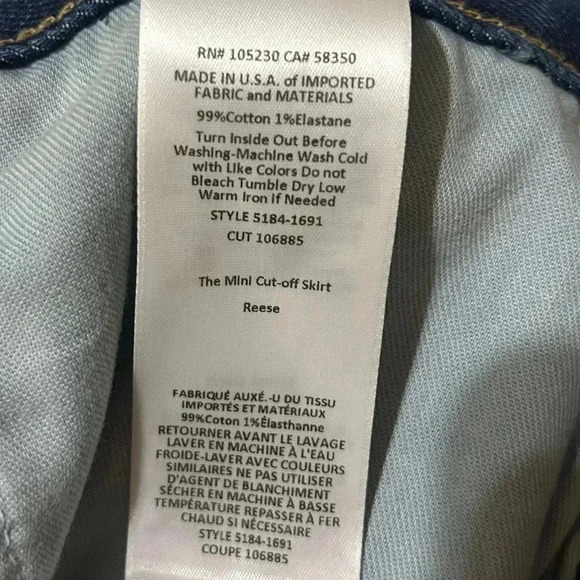 RN# 105230 CA# 58350
MADE IN U.S.A. of IMPORTED
FABRIC and MATERIALS
99%Cotton 1%Elastane
Turn Inside Out Before
Washing-Machine Wash Cold
with Like Colors Do not
Bleach Tumble Dry Low
Warm Iron If Needed
STYLE 5184-1691
CUT 106885
The Mini Cut-off Skirt
Reese
FABRIQUÉ AUXÉ.-U DU TISSU
IMPORTÉS ET MATÉRIAUX
99%Coton 1%Élasthanne
RETOURNER AVANT LE LAVAGE
LAVER EN MACHINE À L'EAU
FROIDE-LAVER AVEC COULEURS
SIMILAIRES NE PAS UTILISER
D'AGENT DE BLANCHIMENT
SÉCHER EN MACHINE À BASSE
TEMPÉRATURE REPASSER À FER
CHAUD SI NÉCESSAIRE
STYLE 5184-1691
COUPE 106885